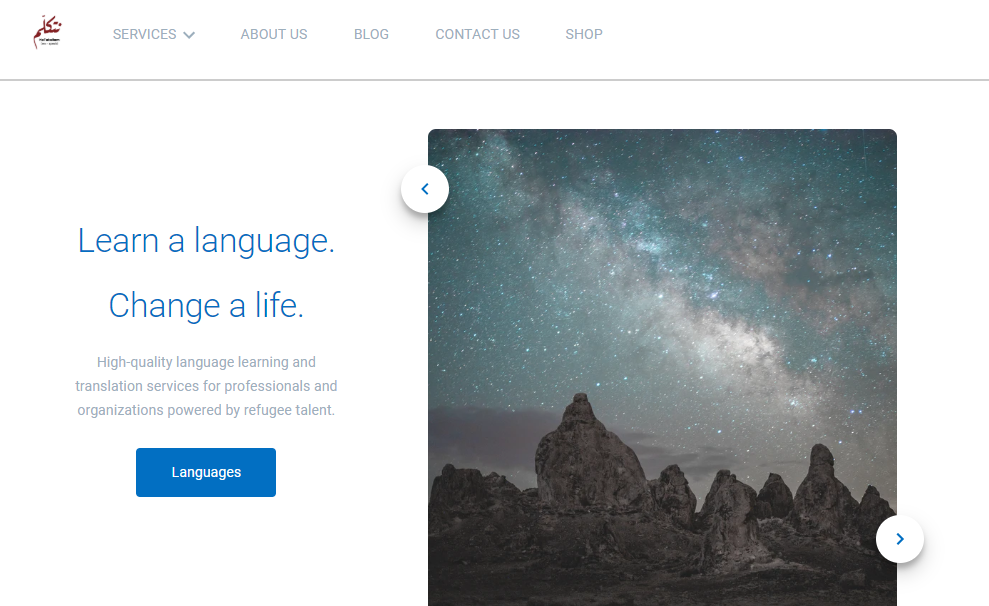 نتكلم
SERVICES
ABOUT US
BLOG
CONTACT US
SHOP
Learn a language.
Change a life.
High-quality language learning and
translation services for professionals and
organizations powered by refugee talent.
Languages